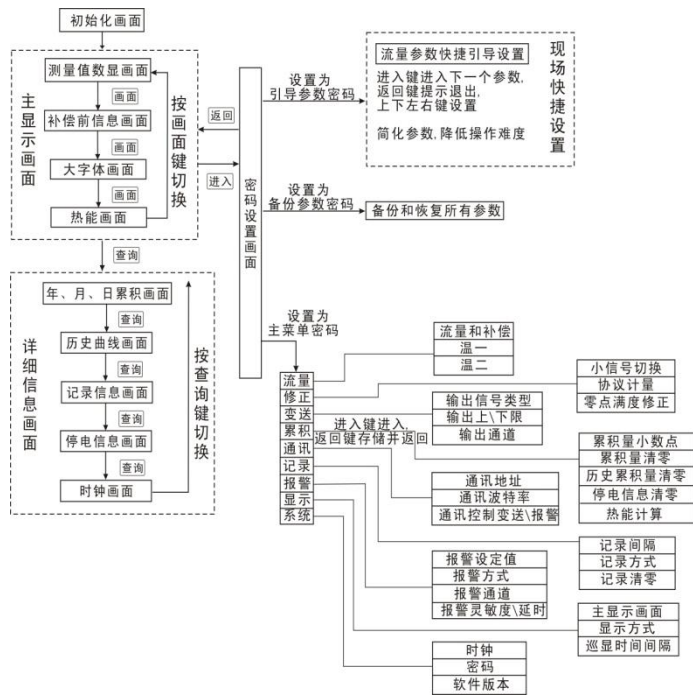 初始化画面
主显示画面
测量值数显画面
画面
补偿前信息画面
画面
大字体画面
画面
热能画面
按画面键切换
返回
进入
查询
详细信息画面
年、月、日累积画面
查询
历史曲线画面
查询
记录信息画面
查询
停电信息画面
查询
时钟画面
按查询键切换
密码设置画面
设置为
引导参数密码
流量参数快捷引导设置
进入键进入下一个参数,
返回键提示退出,
上下左右键设置
简化参数,降低操作难度
现场快捷设置
设置为
备份参数密码
备份和恢复所有参数
设置为
主菜单密码
流量
修正
变送
累积
通讯
记录
报警
显示
系统
进入键进入,
返回键存储并返回
流量和补偿
温一
温二
小信号切换
协议计量
零点满度修正
输出信号类型
输出上\下限
输出通道
累积量小数点
累积量清零
历史累积量清零
停电信息清零
热能计算
通讯地址
通讯波特率
通讯控制变送\报警
记录间隔
记录方式
记录清零
报警设定值
报警方式
报警通道
报警灵敏度\延时
主显示画面
显示方式
巡显时间间隔
时钟
密码
软件版本